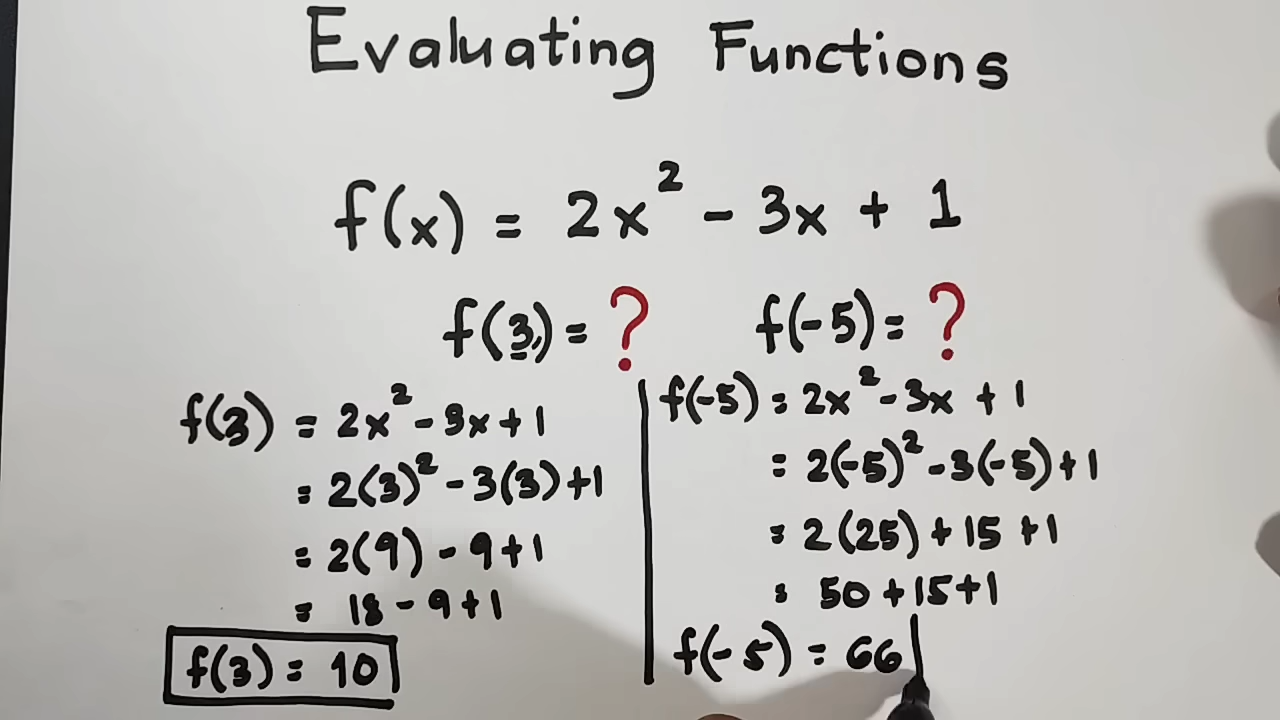 Evaluating Functions
f(x) = 2x² - 3x + 1
f(3) = ? f(-5) = ?
f(3) = 2x² - 3x + 1
= 2(3)² - 3(3) + 1
= 2(9) - 9 + 1
= 18 - 9 + 1
f(3) = 10
f(-5) = 2x² - 3x + 1
= 2(-5)² - 3(-5) + 1
= 2(25) + 15 + 1
= 50 + 15 + 1
f(-5) = 66